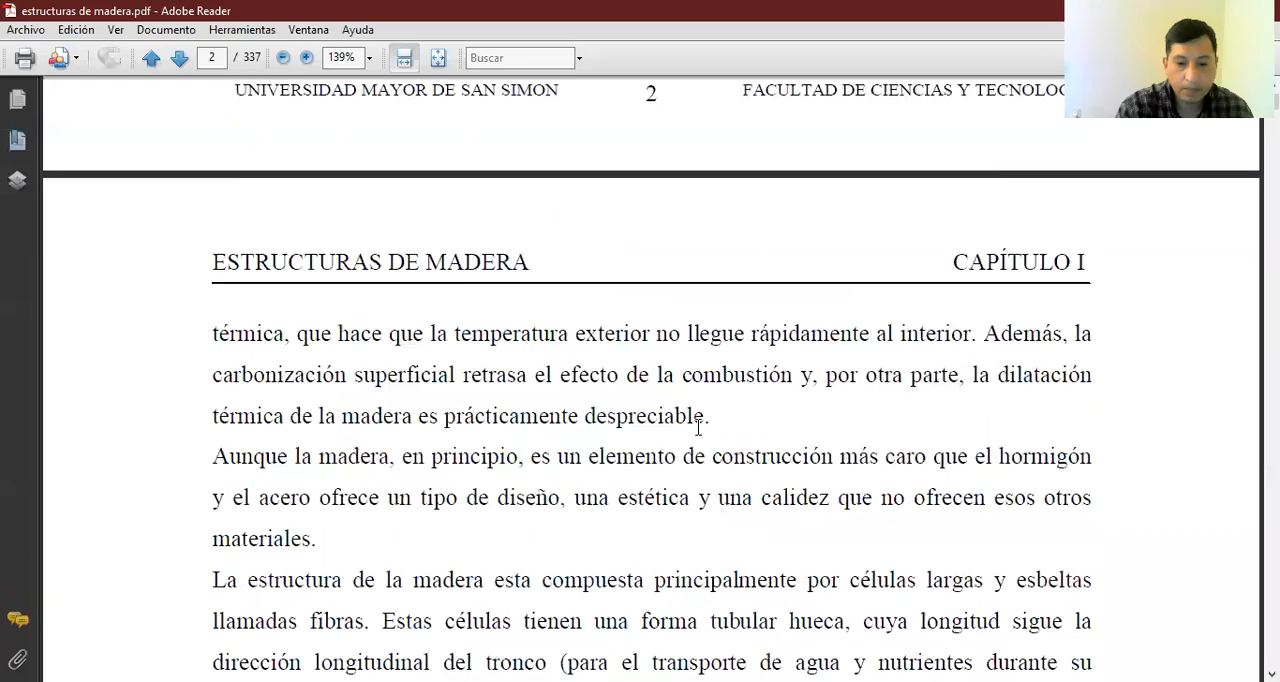 estructuras de madera.pdf - Adobe Reader
Archivo Edición Ver Documento Herramientas Ventana Ayuda
2 / 337 139% Buscar
UNIVERSIDAD MAYOR DE SAN SIMON 2 FACULTAD DE CIENCIAS Y TECNOLOG
ESTRUCTURAS DE MADERA CAPÍTULO I
térmica, que hace que la temperatura exterior no llegue rápidamente al interior. Además, la
carbonización superficial retrasa el efecto de la combustión y, por otra parte, la dilatación
térmica de la madera es prácticamente despreciable.
Aunque la madera, en principio, es un elemento de construcción más caro que el hormigón
y el acero ofrece un tipo de diseño, una estética y una calidez que no ofrecen esos otros
materiales.
La estructura de la madera esta compuesta principalmente por células largas y esbeltas
llamadas fibras. Estas células tienen una forma tubular hueca, cuya longitud sigue la
dirección longitudinal del tronco (para el transporte de agua y nutrientes durante su